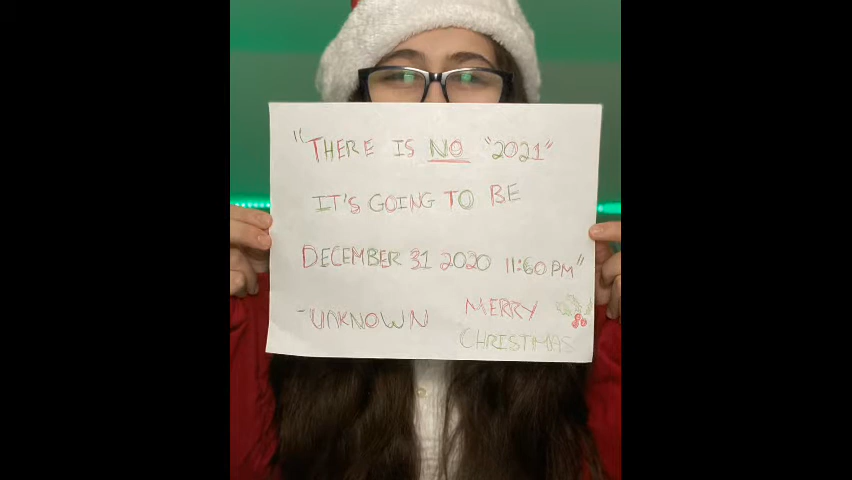 "THERE IS NO "2021"
IT'S GOING TO BE
DECEMBER 31 2020 11:60 PM"
-UNKNOWN
MERRY
CHRISTMAS